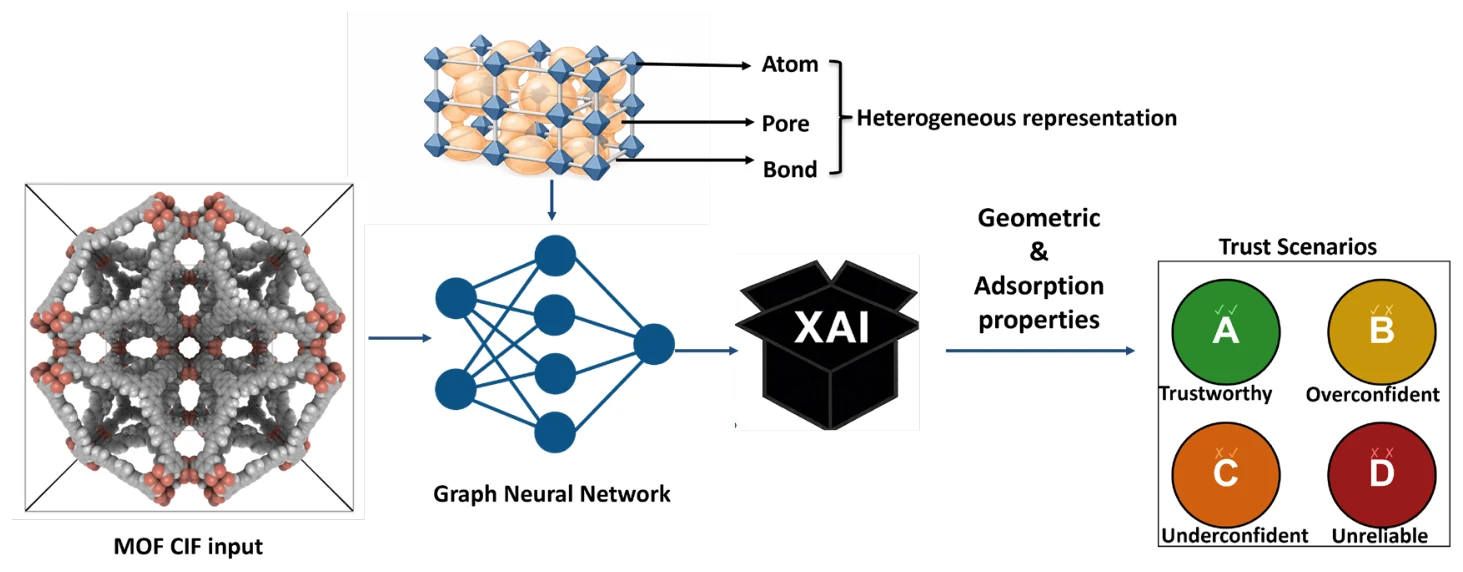 Atom
Pore
Bond
Heterogeneous representation
MOF CIF input
Graph Neural Network
XAI
Geometric
&
Adsorption
properties
Trust Scenarios
✓✓
A
Trustworthy
✓✗
B
Overconfident
✗✓
C
Underconfident
✗✗
D
Unreliable